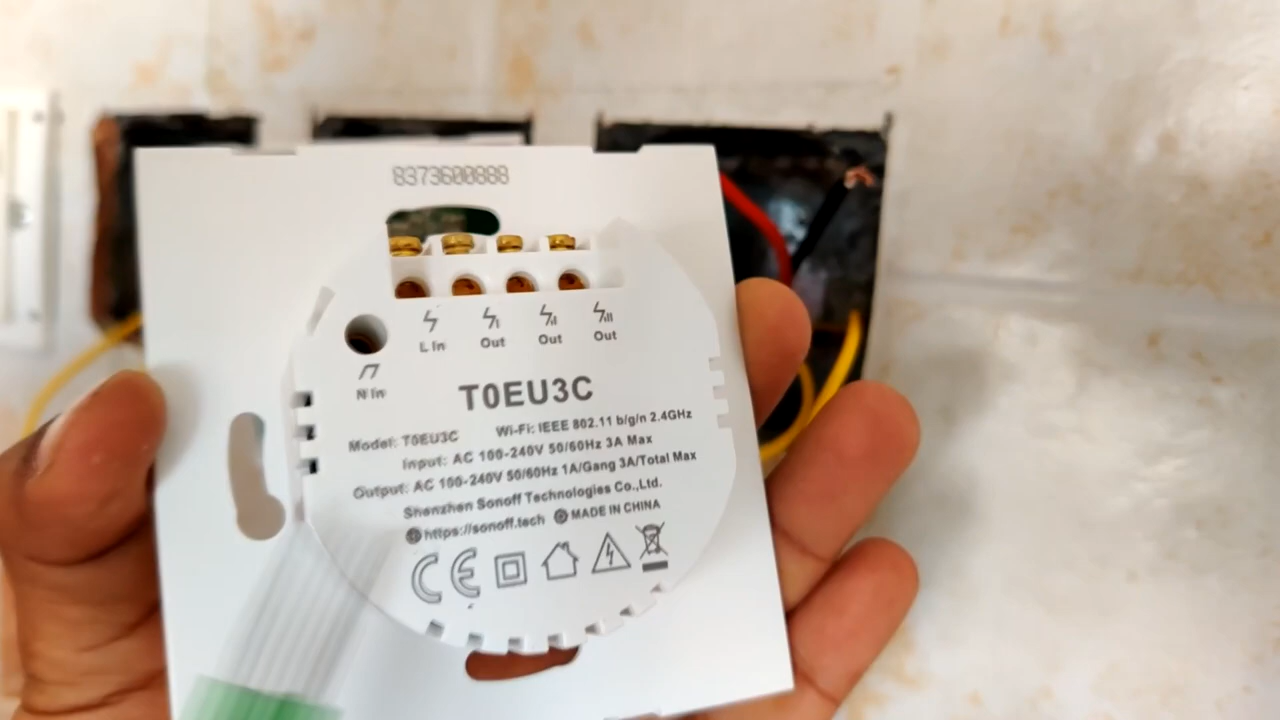 8373600888
L In Out Out Out
N In
T0EU3C
Model: T0EU3C Wi-Fi: IEEE 802.11 b/g/n 2.4GHz
Input: AC 100-240V 50/60Hz 3A Max
Output: AC 100-240V 50/60Hz 1A/Gang 3A/Total Max
Shenzhen Sonoff Technologies Co.,Ltd.
https://sonoff.tech MADE IN CHINA
CE